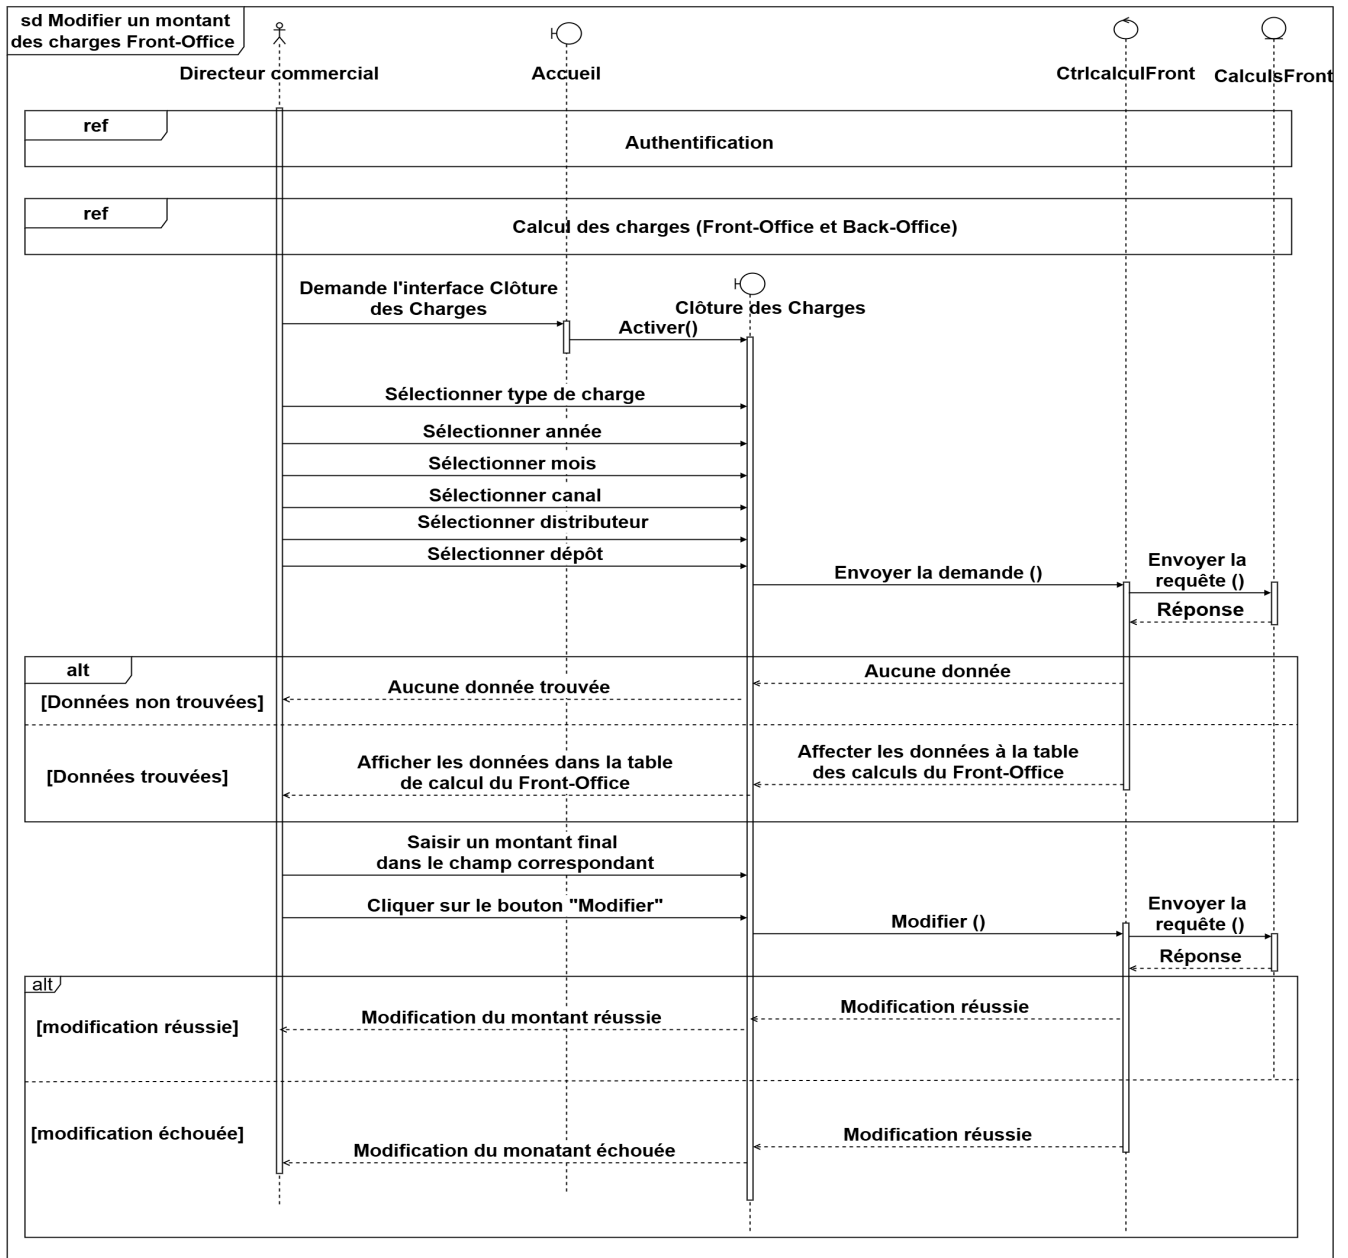 sd Modifier un montant
des charges Front-Office
Directeur commercial
Accueil
CtrlcalculFront
CalculsFront
ref
Authentification
ref
Calcul des charges (Front-Office et Back-Office)
Demande l'interface Clôture
des Charges
Clôture des Charges
Activer()
Sélectionner type de charge
Sélectionner année
Sélectionner mois
Sélectionner canal
Sélectionner distributeur
Sélectionner dépôt
Envoyer la demande ()
Envoyer la
requête ()
Réponse
alt
[Données non trouvées]
Aucune donnée
Aucune donnée trouvée
[Données trouvées]
Affecter les données à la table
des calculs du Front-Office
Afficher les données dans la table
de calcul du Front-Office
Saisir un montant final
dans le champ correspondant
Cliquer sur le bouton "Modifier"
Modifier ()
Envoyer la
requête ()
Réponse
alt
[modification réussie]
Modification réussie
Modification du montant réussie
[modification échouée]
Modification réussie
Modification du monatant échouée